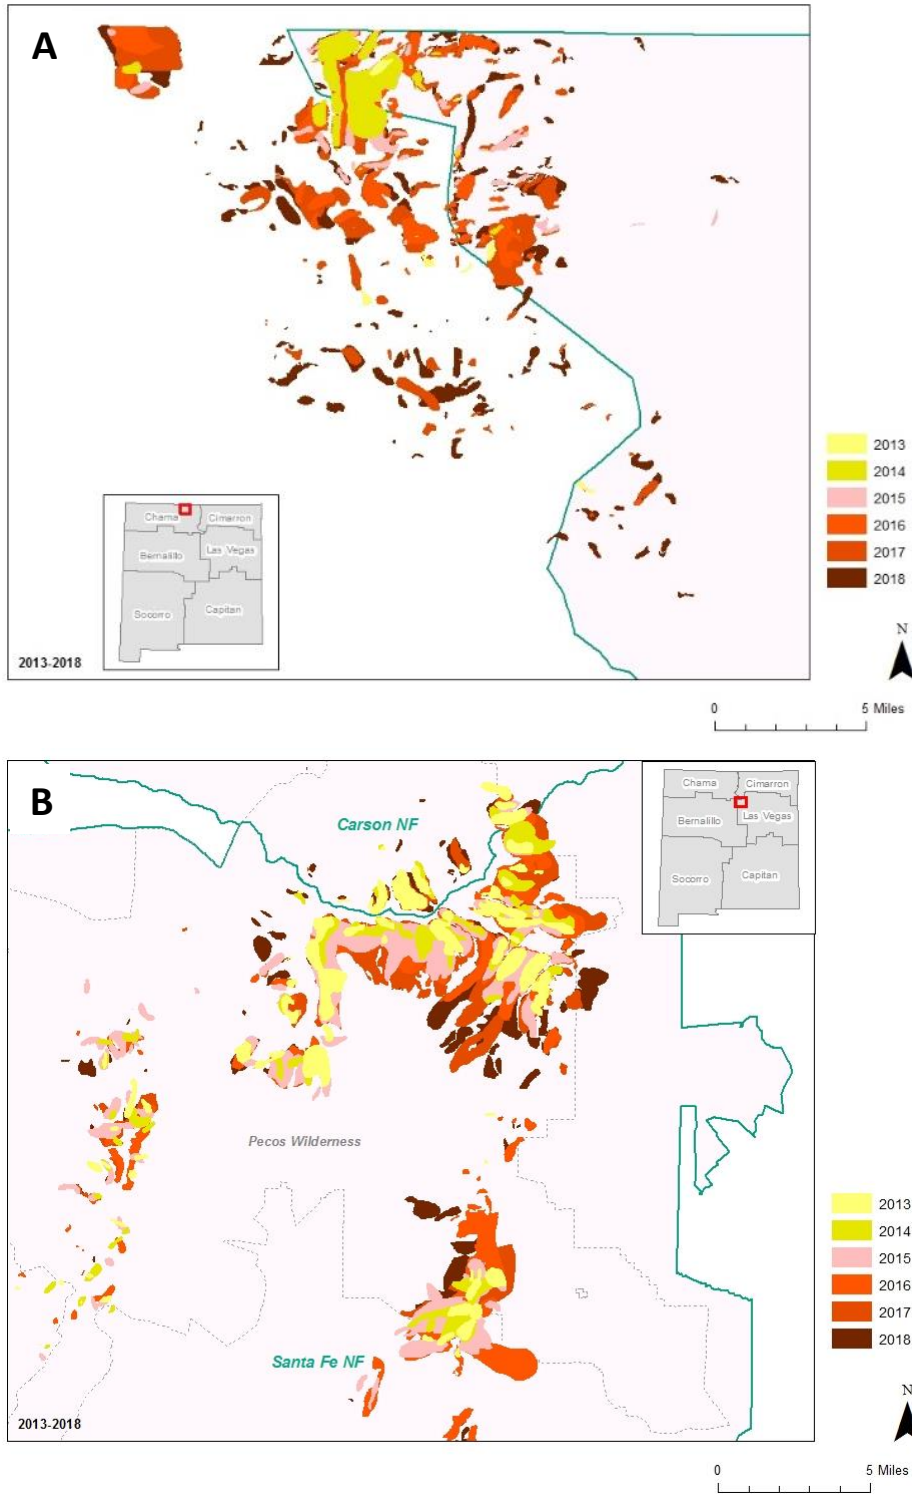 A
2013
2014
2015
2016
2017
2018
Chama
Cimarron
Bernalillo
Las Vegas
Socorro
Capitan
2013-2018
N
0
5 Miles
B
Carson NF
Chama
Cimarron
Bernalillo
Las Vegas
Socorro
Capitan
Pecos Wilderness
2013
2014
2015
2016
2017
2018
Santa Fe NF
2013-2018
N
0
5 Miles